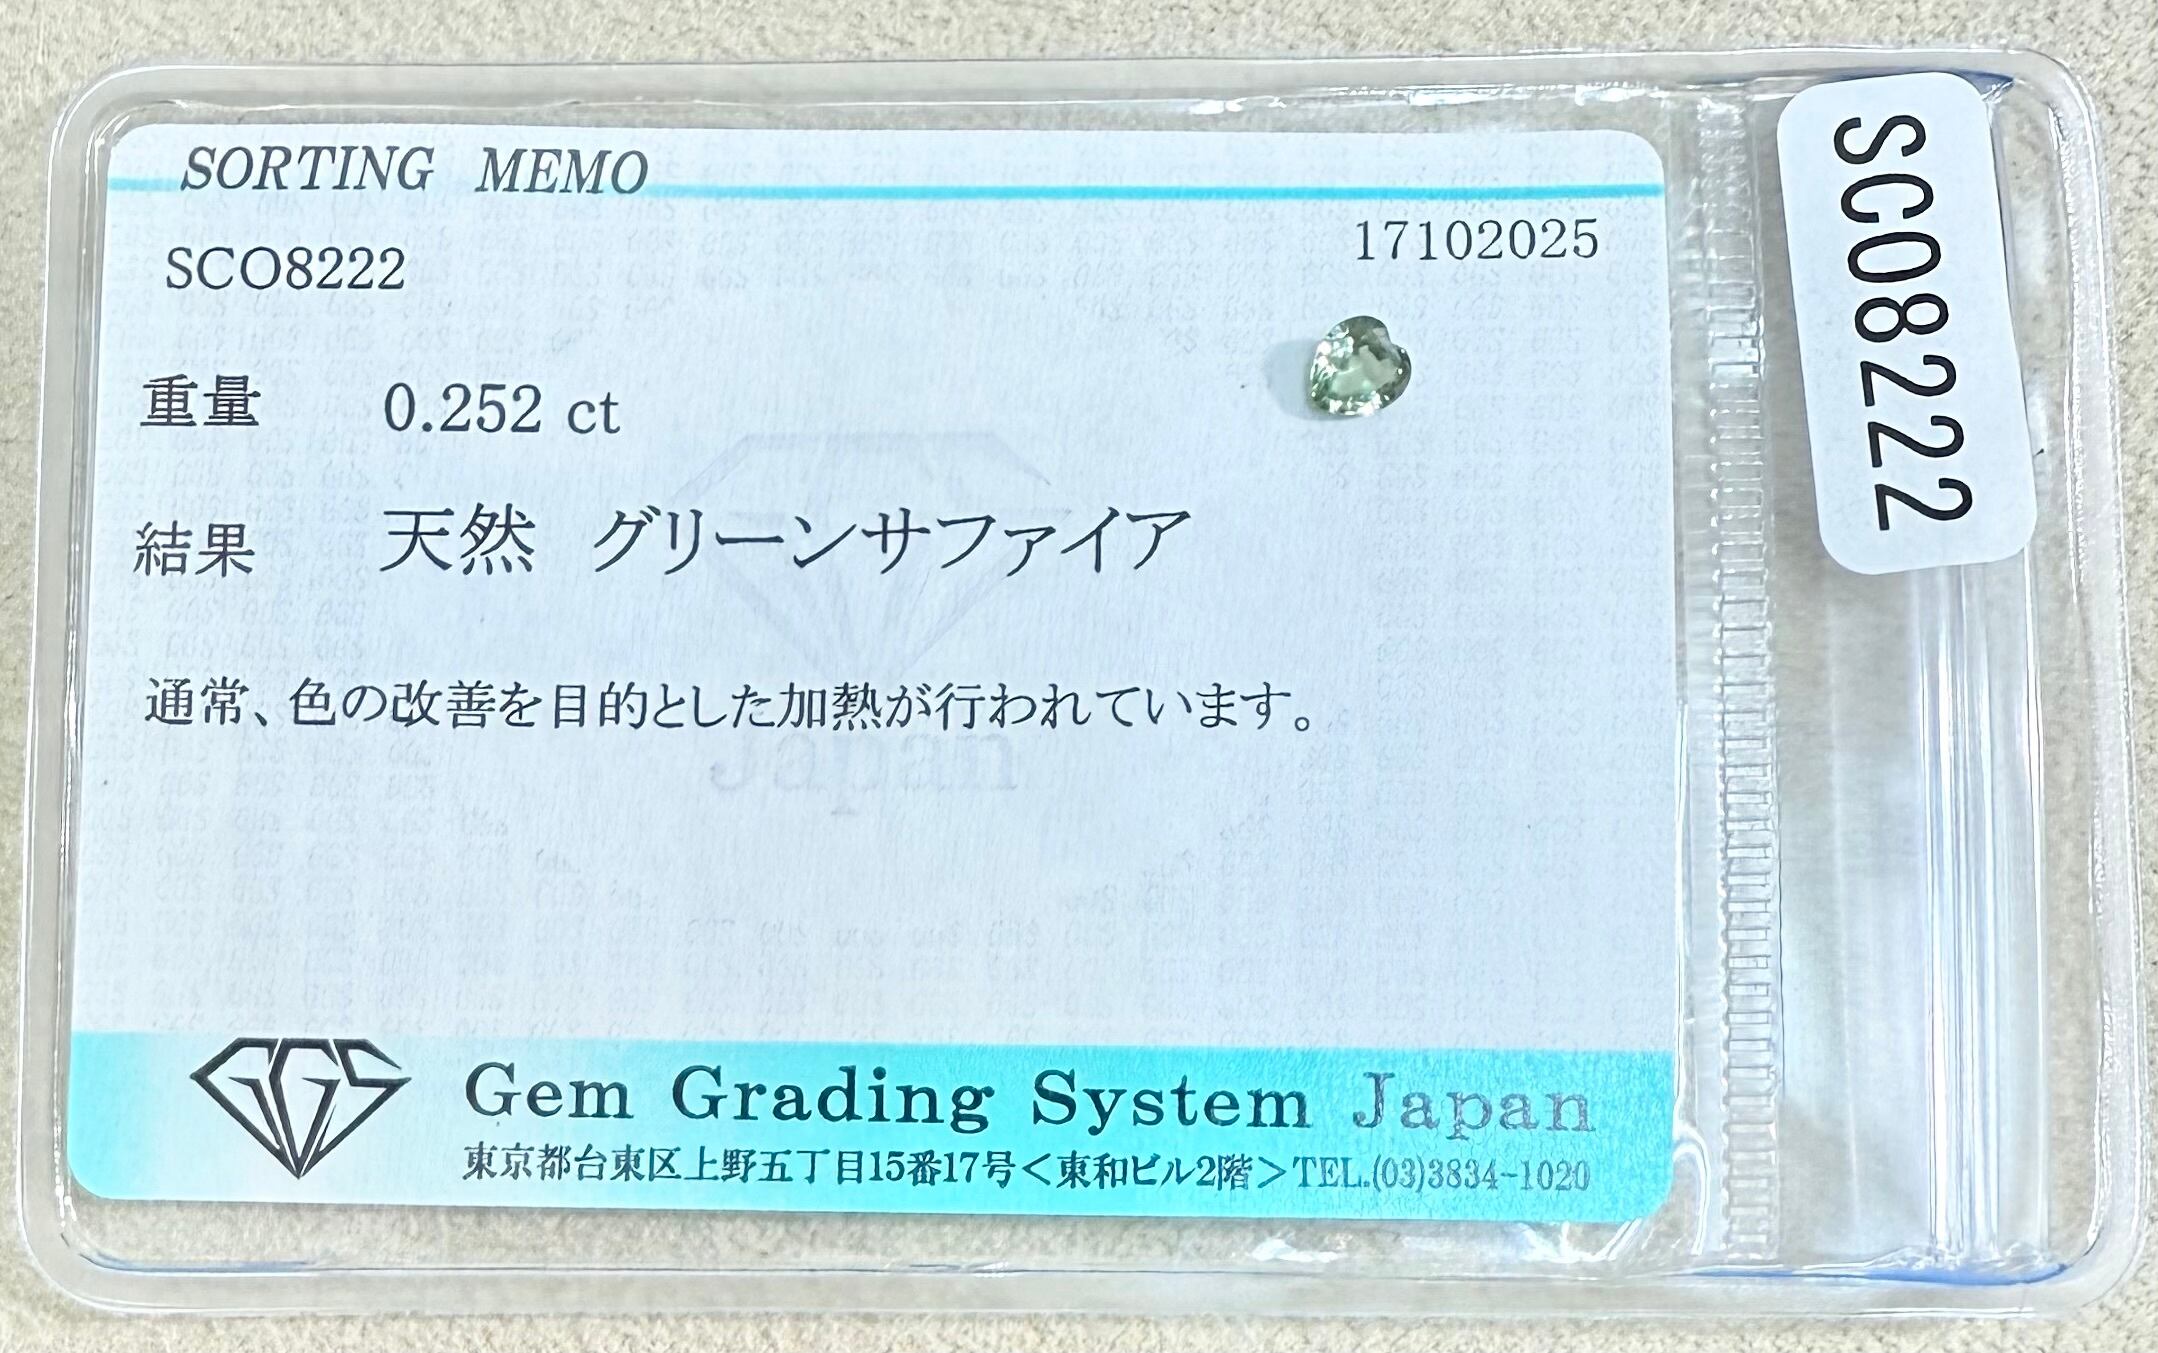 SORTING MEMO
SCO8222
17102025
重量 0.252 ct
結果 天然 グリーンサファイア
通常、色の改善を目的とした加熱が行われています。
Japan
GGS
Gem Grading System Japan
東京都台東区上野五丁目15番17号＜東和ビル2階＞TEL.(03)3834-1020
SCO8222